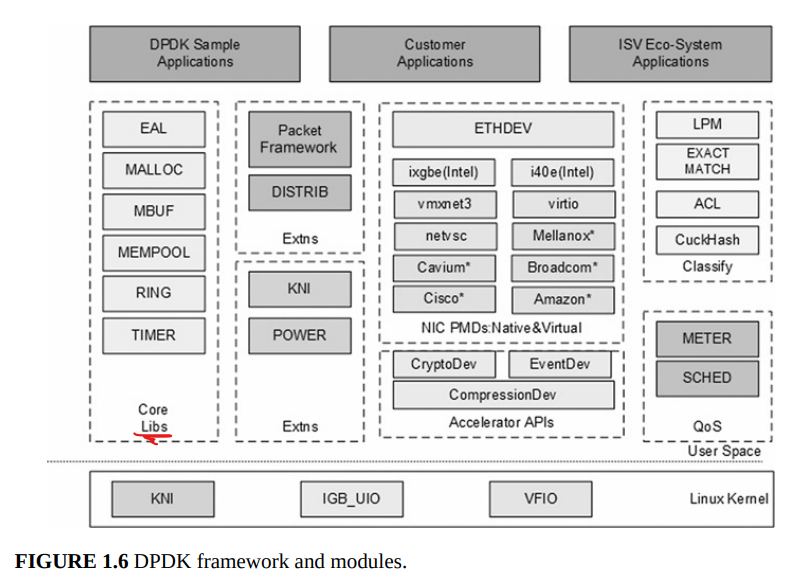 DPDK Sample
Applications
Customer
Applications
ISV Eco-System
Applications
EAL
MALLOC
MBUF
MEMPOOL
RING
TIMER
Core
Libs
Packet
Framework
DISTRIB
Extns
KNI
POWER
Extns
ETHDEV
ixgbe(Intel)
i40e(Intel)
vmxnet3
virtio
netvsc
Mellanox*
Cavium*
Broadcom*
Cisco*
Amazon*
NIC PMDs:Native&Virtual
CryptoDev
EventDev
CompressionDev
Accelerator APIs
LPM
EXACT
MATCH
ACL
CuckHash
Classify
METER
SCHED
QoS
User Space
KNI
IGB_UIO
VFIO
Linux Kernel
FIGURE 1.6 DPDK framework and modules.